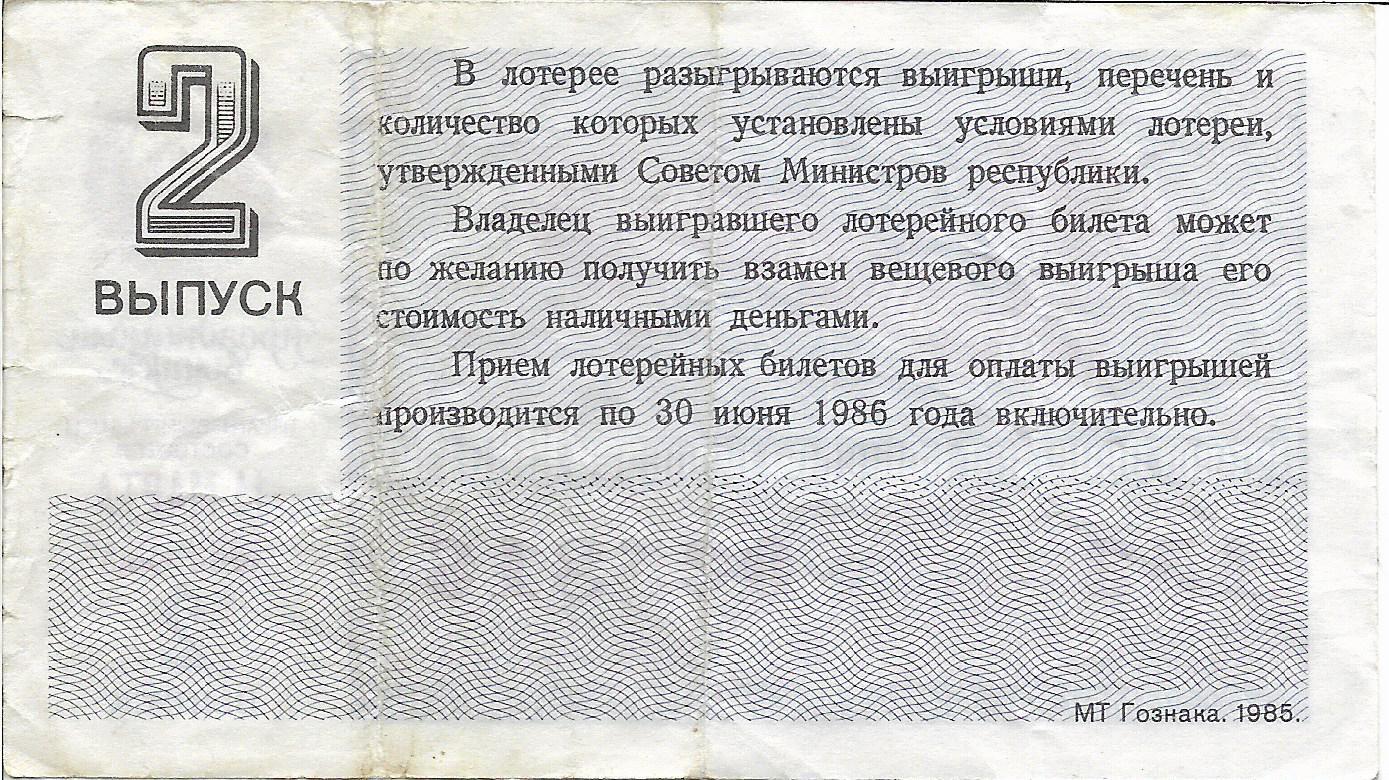 2
ВЫПУСК
В лотерее разыгрываются выигрыши, перечень и
количество которых установлены условиями лотереи,
утвержденными Советом Министров республики.
Владелец выигравшего лотерейного билета может
по желанию получить взамен вещевого выигрыша его
стоимость наличными деньгами.
Прием лотерейных билетов для оплаты выигрышей
производится по 30 июня 1986 года включительно.
МТ Гознака. 1985.